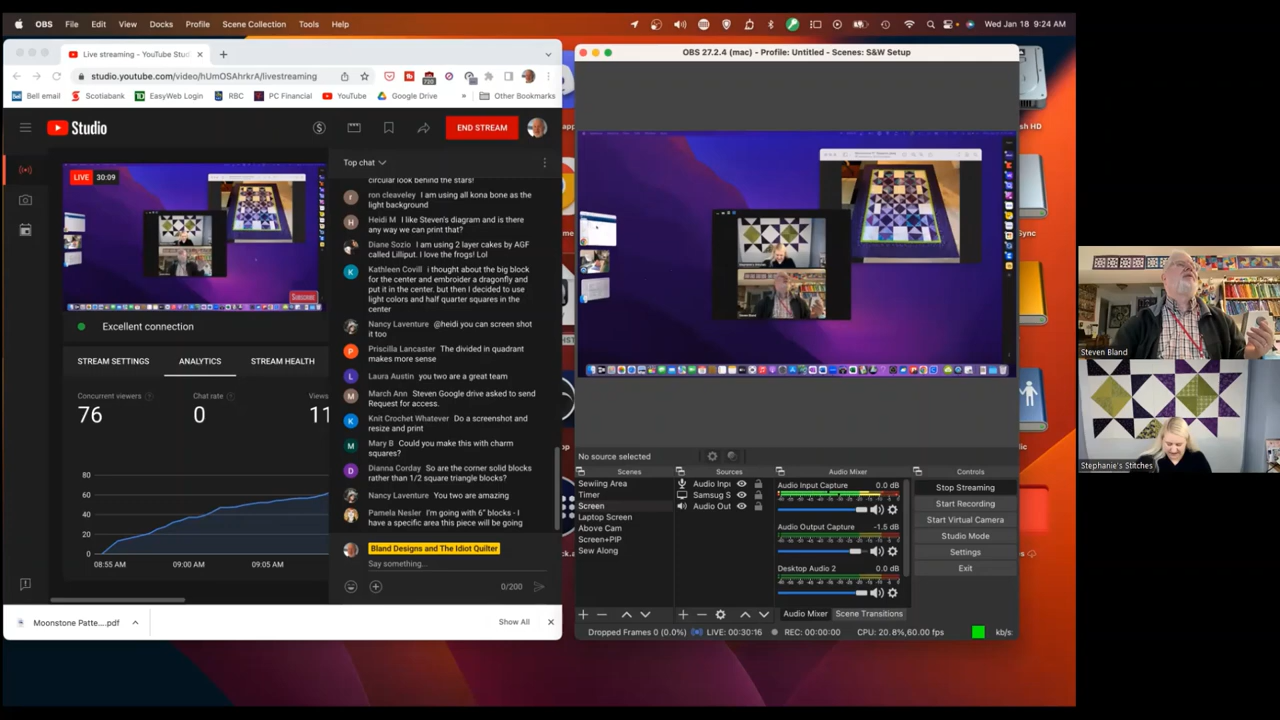 OBS File Edit View Docks Profile Scene Collection Tools Help
Wed Jan 18 9:24 AM
Live streaming - YouTube Stud
studio.youtube.com/video/hUmOSAhrkrA/livestreaming
Bell email Scotiabank EasyWeb Login RBC PC Financial YouTube Google Drive » Other Bookmarks
Studio
END STREAM
LIVE 30:09
SUBSCRIBE
Excellent connection
STREAM SETTINGS ANALYTICS STREAM HEALTH
Concurrent viewers Chat rate Views
76 0 11
80
60
40
20
0
08:55 AM 09:00 AM 09:05 AM
Top chat
circular look behind the stars!
ron cleaveley I am using all kona bone as the
light background
Heidi M I like Steven's diagram and is there
any way we can print that?
Diane Sozio I am using 2 layer cakes by AGF
called Lilliput. I love the frogs! Lol
Kathleen Covill i thought about the big block
for the center and embroider a dragonfly and
put it in the center. but then I decided to use
light colors and half quarter squares in the
center
Nancy Laventure @heidi you can screen shot
it too
Priscilla Lancaster The divided in quadrant
makes more sense
Laura Austin you two are a great team
March Ann Steven Google drive asked to send
Request for access.
Knit Crochet Whatever Do a screenshot and
resize and print
Mary B Could you make this with charm
squares?
Dianna Corday So are the corner solid blocks
rather than 1/2 square triangle blocks?
Nancy Laventure You two are amazing
Pamela Nesler I'm going with 6" blocks - I
have a specific area this piece will be going
Bland Designs and The Idiot Quilter
Say something...
0/200
Moonstone Patte....pdf
Show All
OBS 27.2.4 (mac) - Profile: Untitled - Scenes: S&W Setup
No source selected
Scenes
Sewiing Area
Timer
Screen
Laptop Screen
Above Cam
Screen+PIP
Sew Along
Sources
Audio Inpu
Samsug S
Audio Out
Audio Mixer
Audio Input Capture 0.0 dB
Audio Output Capture -1.5 dB
Desktop Audio 2 0.0 dB
Audio Mixer Scene Transitions
Controls
Stop Streaming
Start Recording
Start Virtual Camera
Studio Mode
Settings
Exit
Dropped Frames 0 (0.0%) LIVE: 00:30:16 REC: 00:00:00 CPU: 20.8%,60.00 fps kb/s
sh HD
Sync
ic
Steven Bland
Stephanie's Stitches